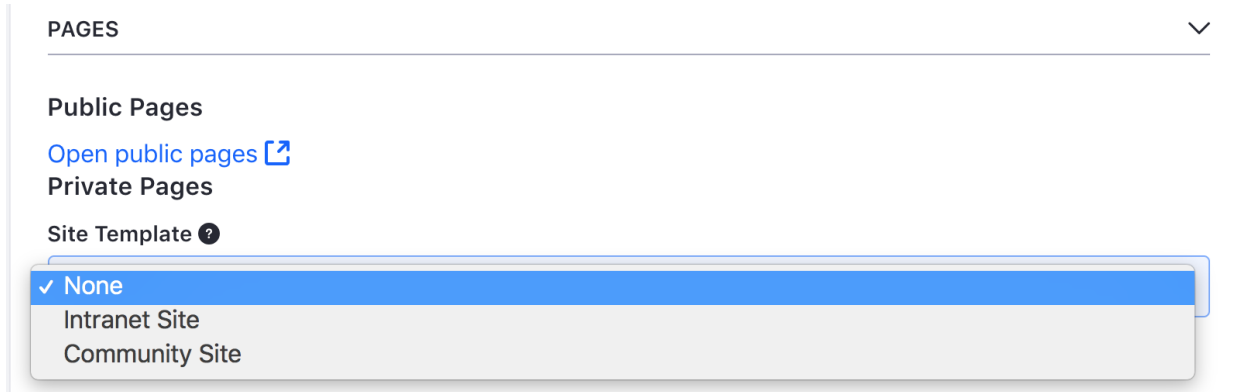 PAGES
Public Pages
Open public pages
Private Pages
Site Template ?
✓ None
Intranet Site
Community Site